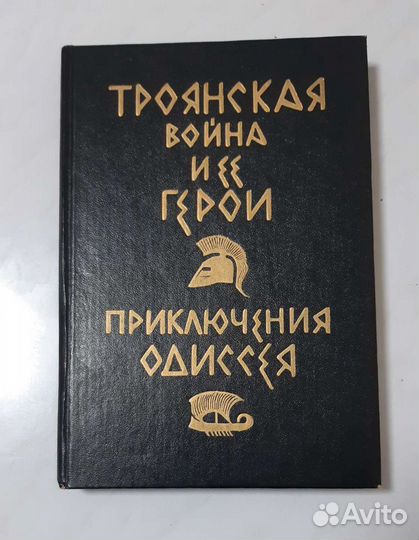 ТРОЯНСКАЯ
ВОЙНА
И ЕЕ
ГЕРОИ
ПРИКЛЮЧЕНИЯ
ОДИССЕЯ
Avito